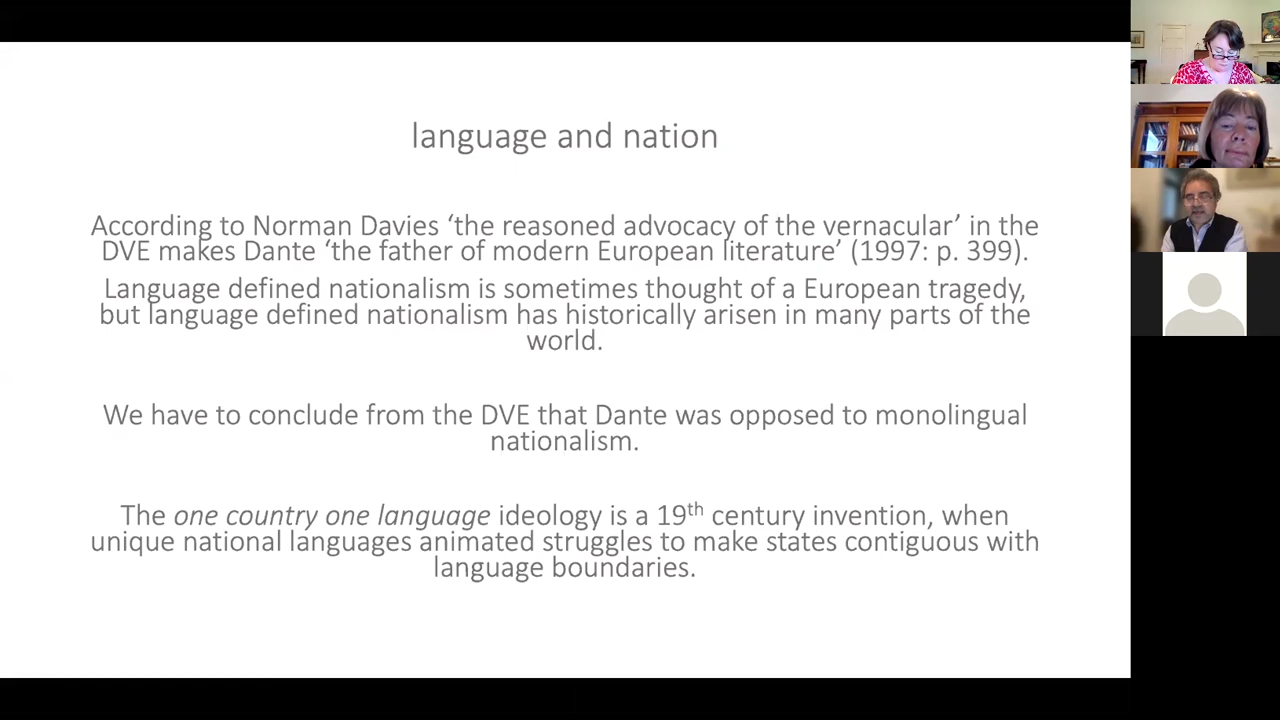 language and nation
According to Norman Davies ‘the reasoned advocacy of the vernacular’ in the
DVE makes Dante ‘the father of modern European literature’ (1997: p. 399).
Language defined nationalism is sometimes thought of a European tragedy,
but language defined nationalism has historically arisen in many parts of the
world.
We have to conclude from the DVE that Dante was opposed to monolingual
nationalism.
The one country one language ideology is a 19th century invention, when
unique national languages animated struggles to make states contiguous with
language boundaries.